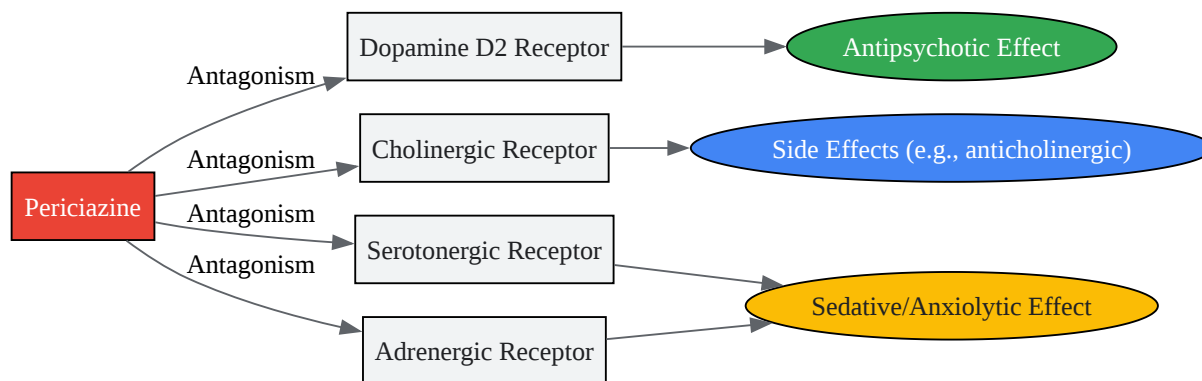 Dopamine D2 Receptor
Antipsychotic Effect
Antagonism
Cholinergic Receptor
Side Effects (e.g., anticholinergic)
Antagonism
Periciazine
Antagonism
Serotonergic Receptor
Antagonism
Sedative/Anxiolytic Effect
Adrenergic Receptor